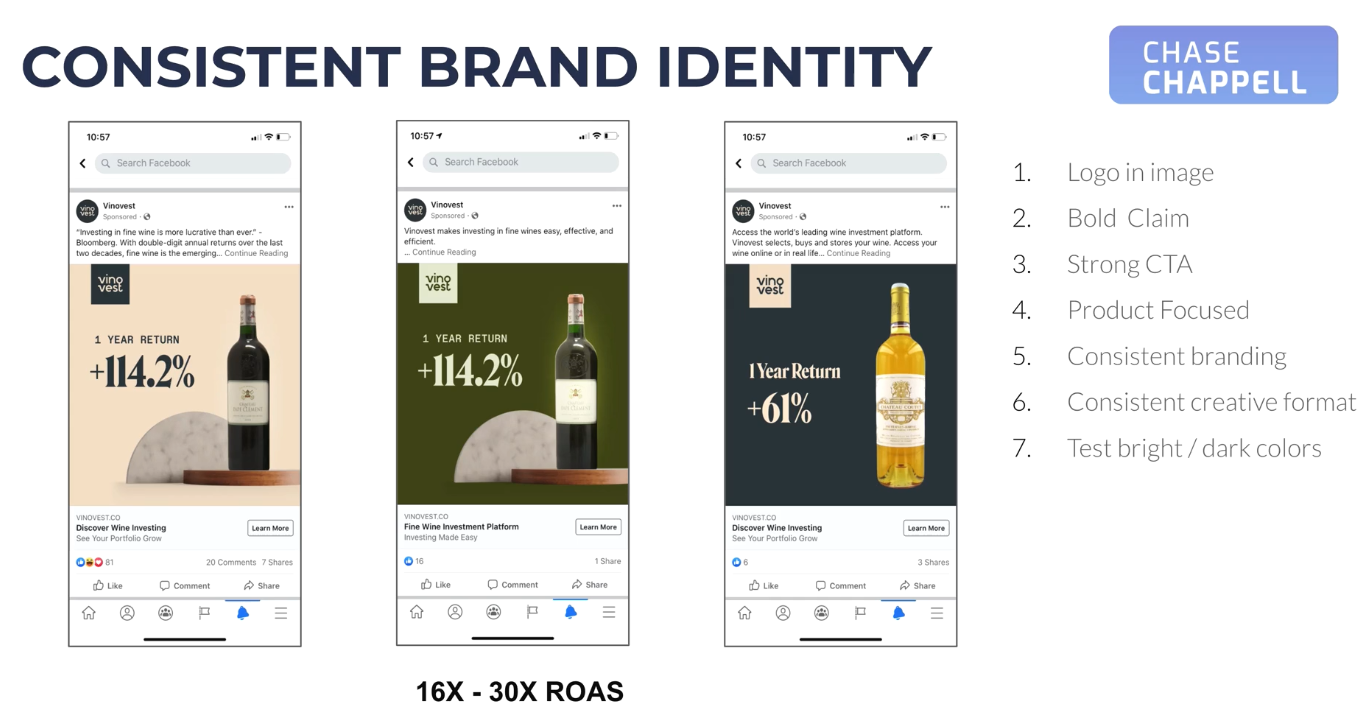 CONSISTENT BRAND IDENTITY
CHASE
CHAPPELL
10:57
Search Facebook
vino
vest
Vinovest
Sponsored ·
"Investing in fine wine is more lucrative than ever." -
Bloomberg. With double-digit annual returns over the last
two decades, fine wine is the emerging... Continue Reading
vino
vest
1 YEAR RETURN
+114.2%
VINOVEST.CO
Discover Wine Investing
See Your Portfolio Grow
Learn More
81
20 Comments 7 Shares
Like
Comment
Share
10:57
Search Facebook
vino
vest
Vinovest
Sponsored ·
Vinovest makes investing in fine wines easy, effective, and
efficient.
... Continue Reading
vino
vest
1 YEAR RETURN
+114.2%
VINOVEST.CO
Fine Wine Investment Platform
Investing Made Easy
Learn More
16
1 Share
Like
Comment
Share
10:57
Search Facebook
vino
vest
Vinovest
Sponsored ·
Access the world's leading wine investment platform.
Vinovest selects, buys and stores your wine. Access your
wine online or in real life... Continue Reading
vino
vest
1 Year Return
+61%
VINOVEST.CO
Discover Wine Investing
See Your Portfolio Grow
Learn More
6
3 Shares
Like
Comment
Share
1. Logo in image
2. Bold Claim
3. Strong CTA
4. Product Focused
5. Consistent branding
6. Consistent creative format
7. Test bright / dark colors
16X - 30X ROAS